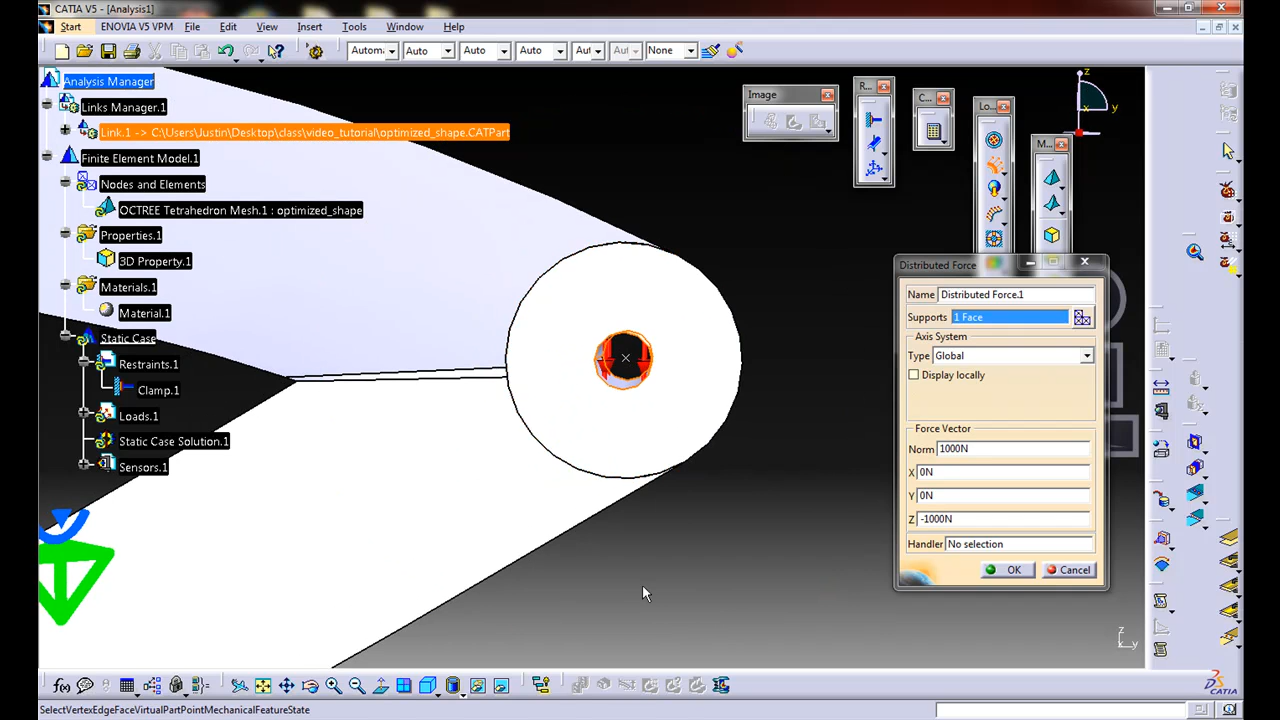 CATIA V5 - [Analysis1]
Start ENOVIA V5 VPM File Edit View Insert Tools Window Help
Auto Auto Auto Aut Aut None
Analysis Manager
Links Manager.1
Link.1 -> C:\Users\Justin\Desktop\class\video_tutorial\optimized_shape.CATPart
Finite Element Model.1
Nodes and Elements
OCTREE Tetrahedron Mesh.1 : optimized_shape
Properties.1
3D Property.1
Materials.1
Material.1
Static Case
Restraints.1
Clamp.1
Loads.1
Static Case Solution.1
Sensors.1
Image
R...
C...
Lo...
M...
z
y
x
Distributed Force
Name Distributed Force.1
Supports 1 Face
Axis System
Type Global
Display locally
Force Vector
Norm 1000N
X 0N
Y 0N
Z -1000N
Handler No selection
OK Cancel
z
y
f(x)
CATIA
SelectVertexEdgeFaceVirtualPartPointMechanicalFeatureState